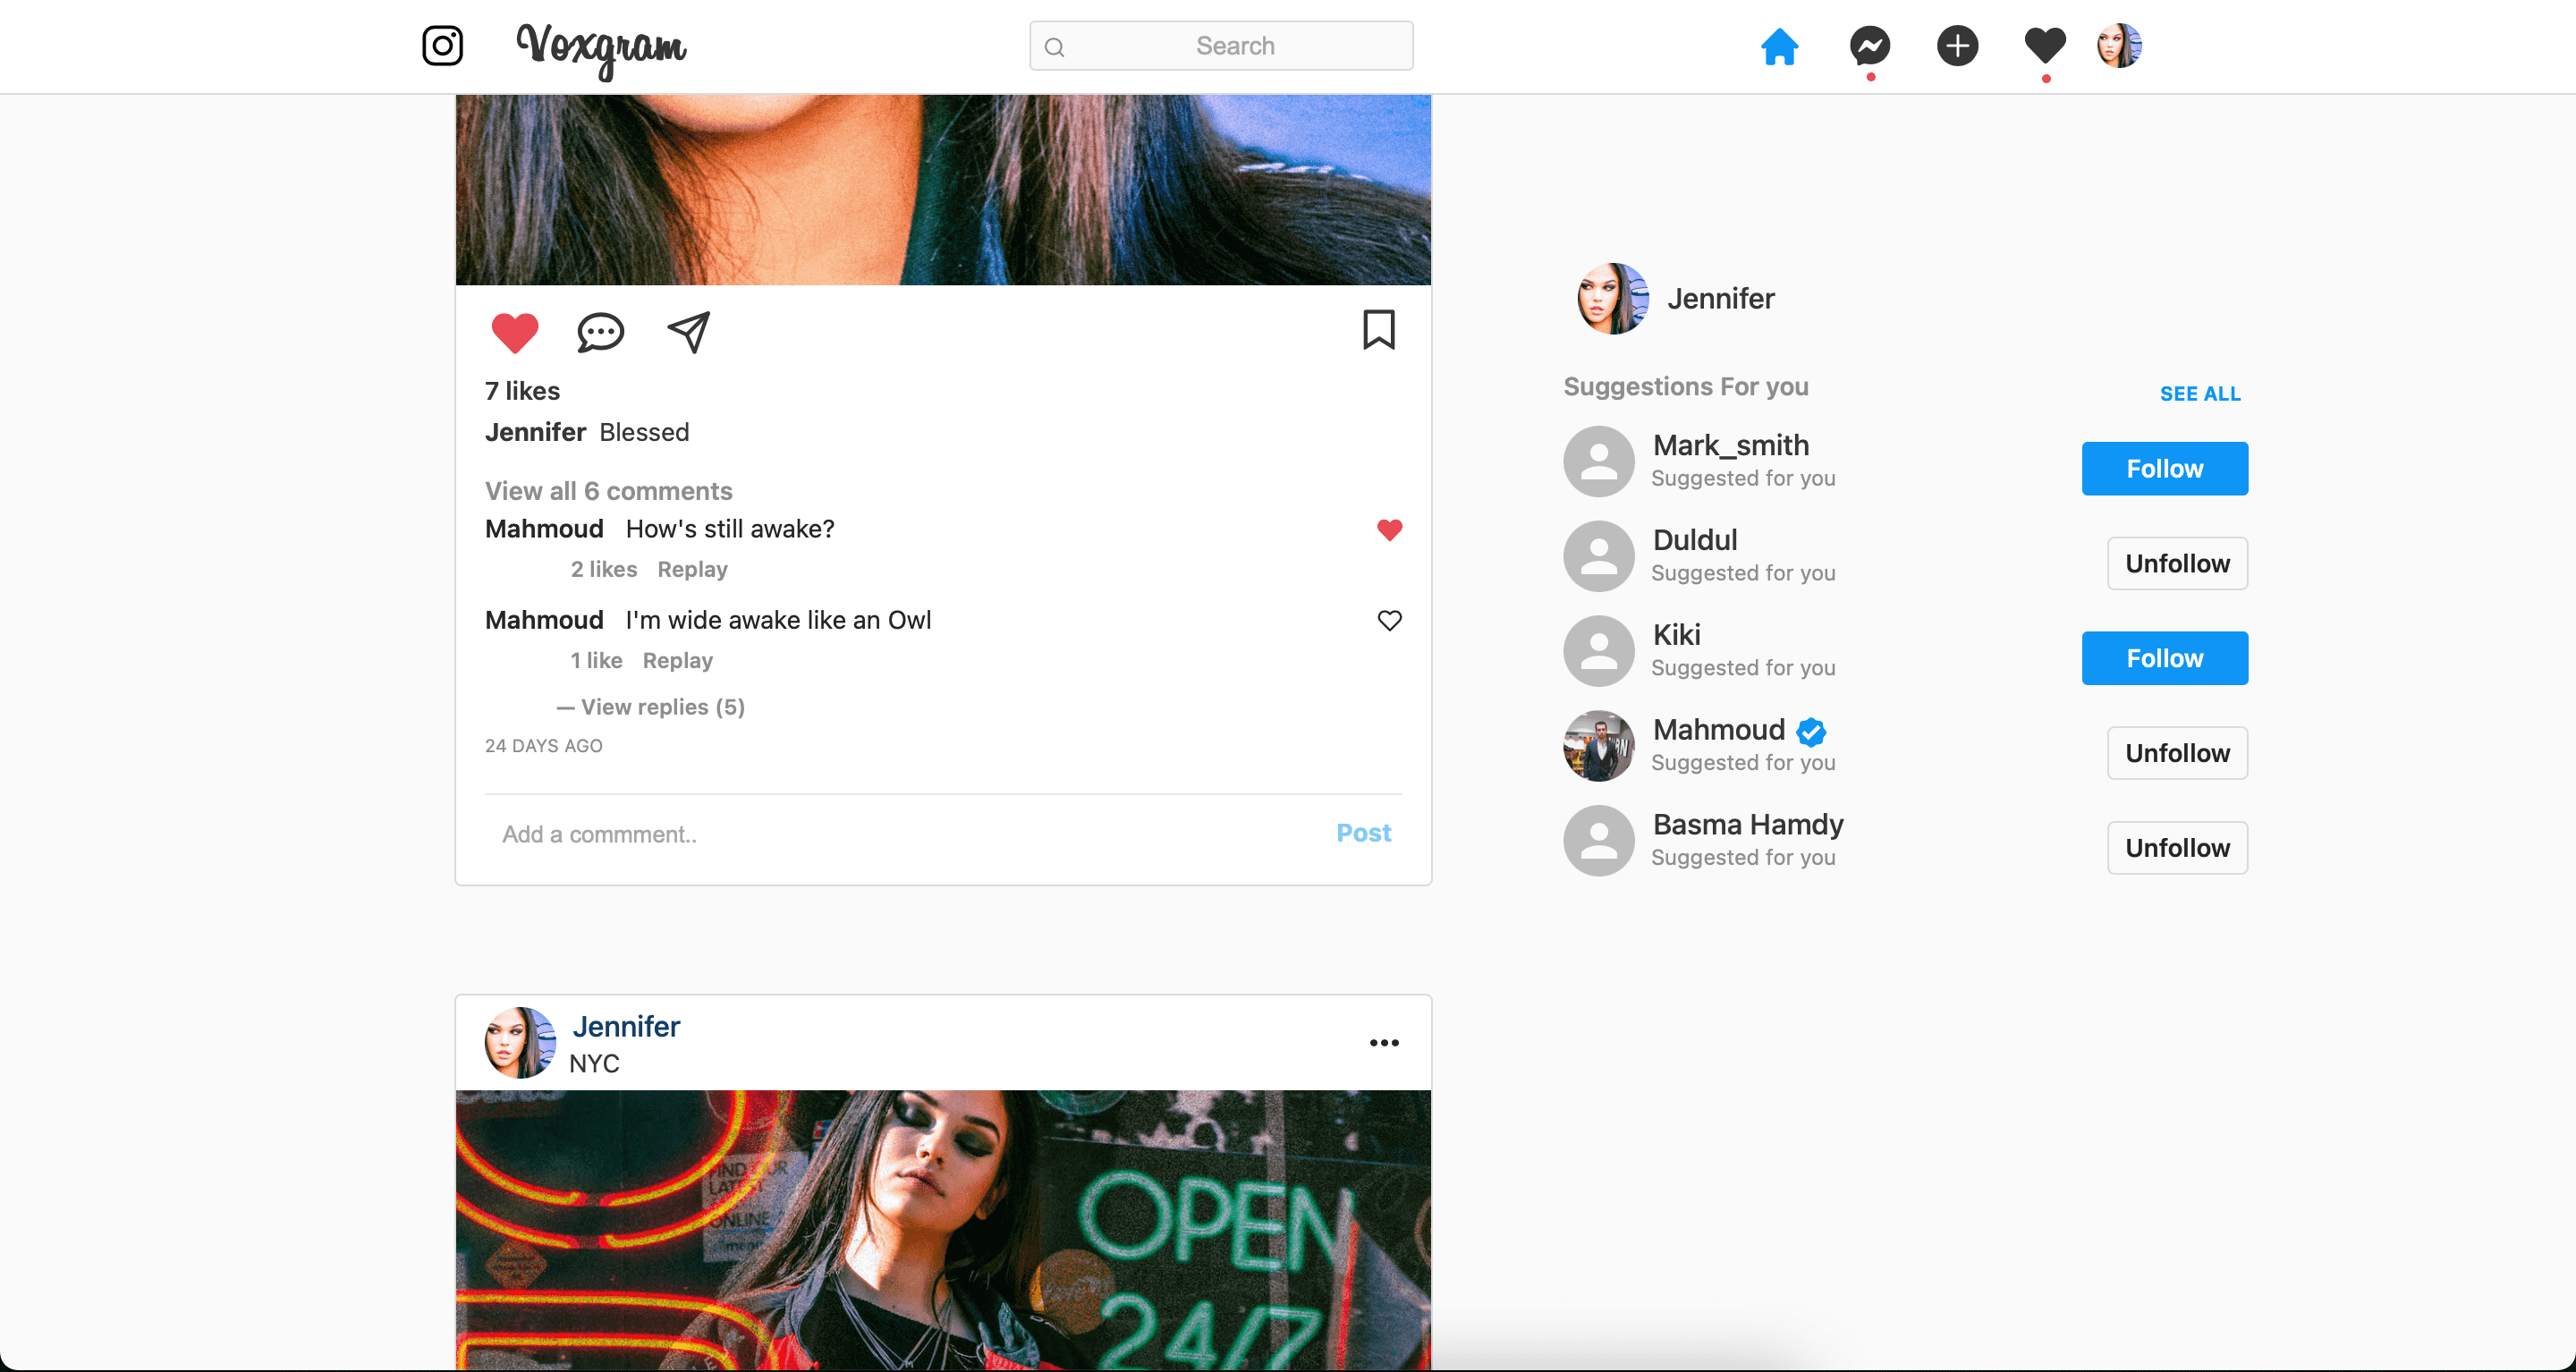 Voxgram
Search
7 likes
Jennifer Blessed
View all 6 comments
Mahmoud How's still awake?
2 likes Replay
Mahmoud I'm wide awake like an Owl
1 like Replay
— View replies (5)
24 DAYS AGO
Add a commment..
Post
Jennifer
Suggestions For you
SEE ALL
Mark_smith
Suggested for you
Follow
Duldul
Suggested for you
Unfollow
Kiki
Suggested for you
Follow
Mahmoud
Suggested for you
Unfollow
Basma Hamdy
Suggested for you
Unfollow
Jennifer
NYC
ONLINE
OPEN
24/7